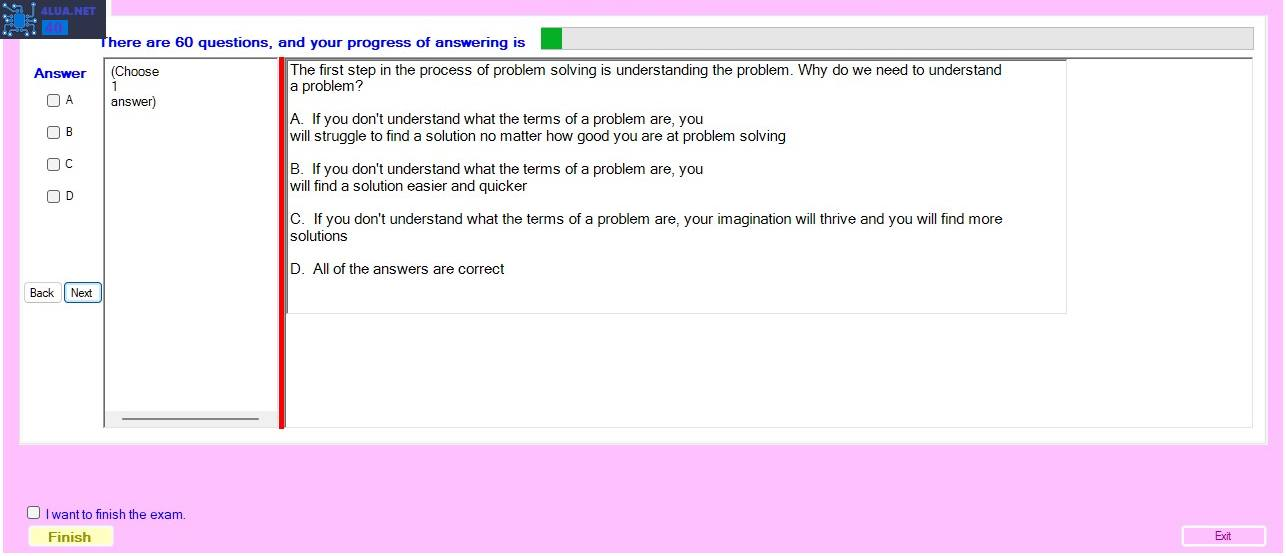 4LUA.NET
40
There are 60 questions, and your progress of answering is
Answer
(Choose
1
answer)
A
B
C
D
The first step in the process of problem solving is understanding the problem. Why do we need to understand
a problem?
A. If you don't understand what the terms of a problem are, you
will struggle to find a solution no matter how good you are at problem solving
B. If you don't understand what the terms of a problem are, you
will find a solution easier and quicker
C. If you don't understand what the terms of a problem are, your imagination will thrive and you will find more
solutions
D. All of the answers are correct
Back
Next
I want to finish the exam.
Finish
Exit